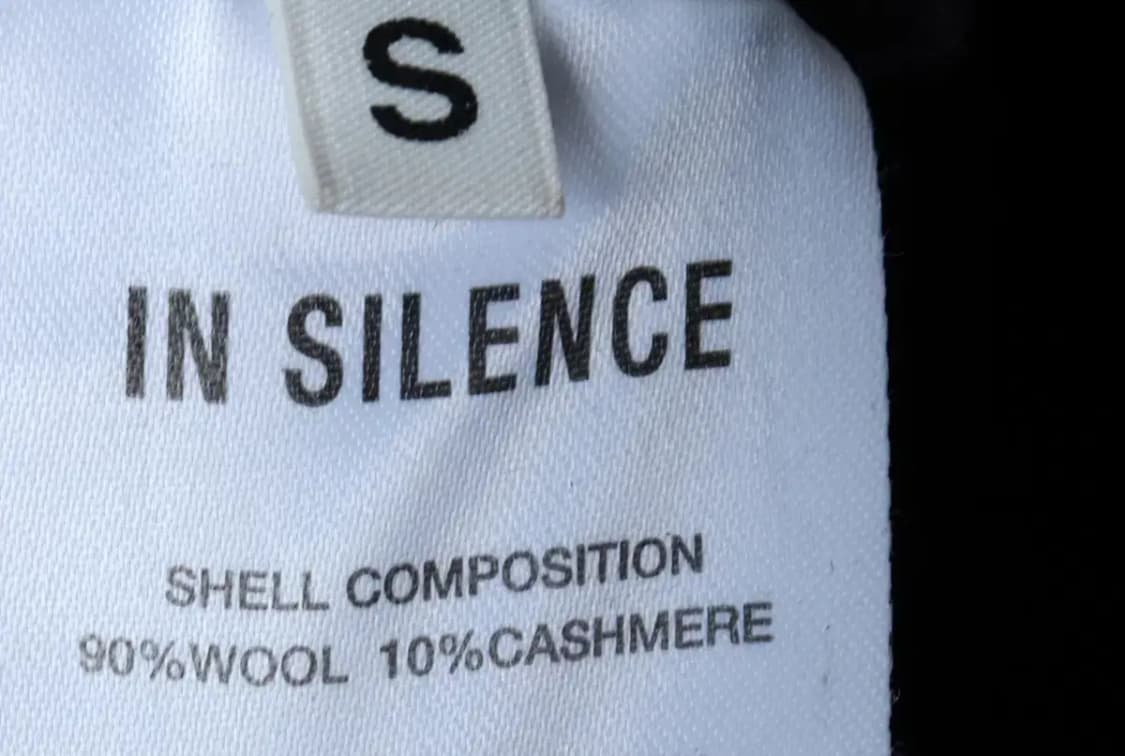 S
IN SILENCE
SHELL COMPOSITION
90%WOOL 10%CASHMERE